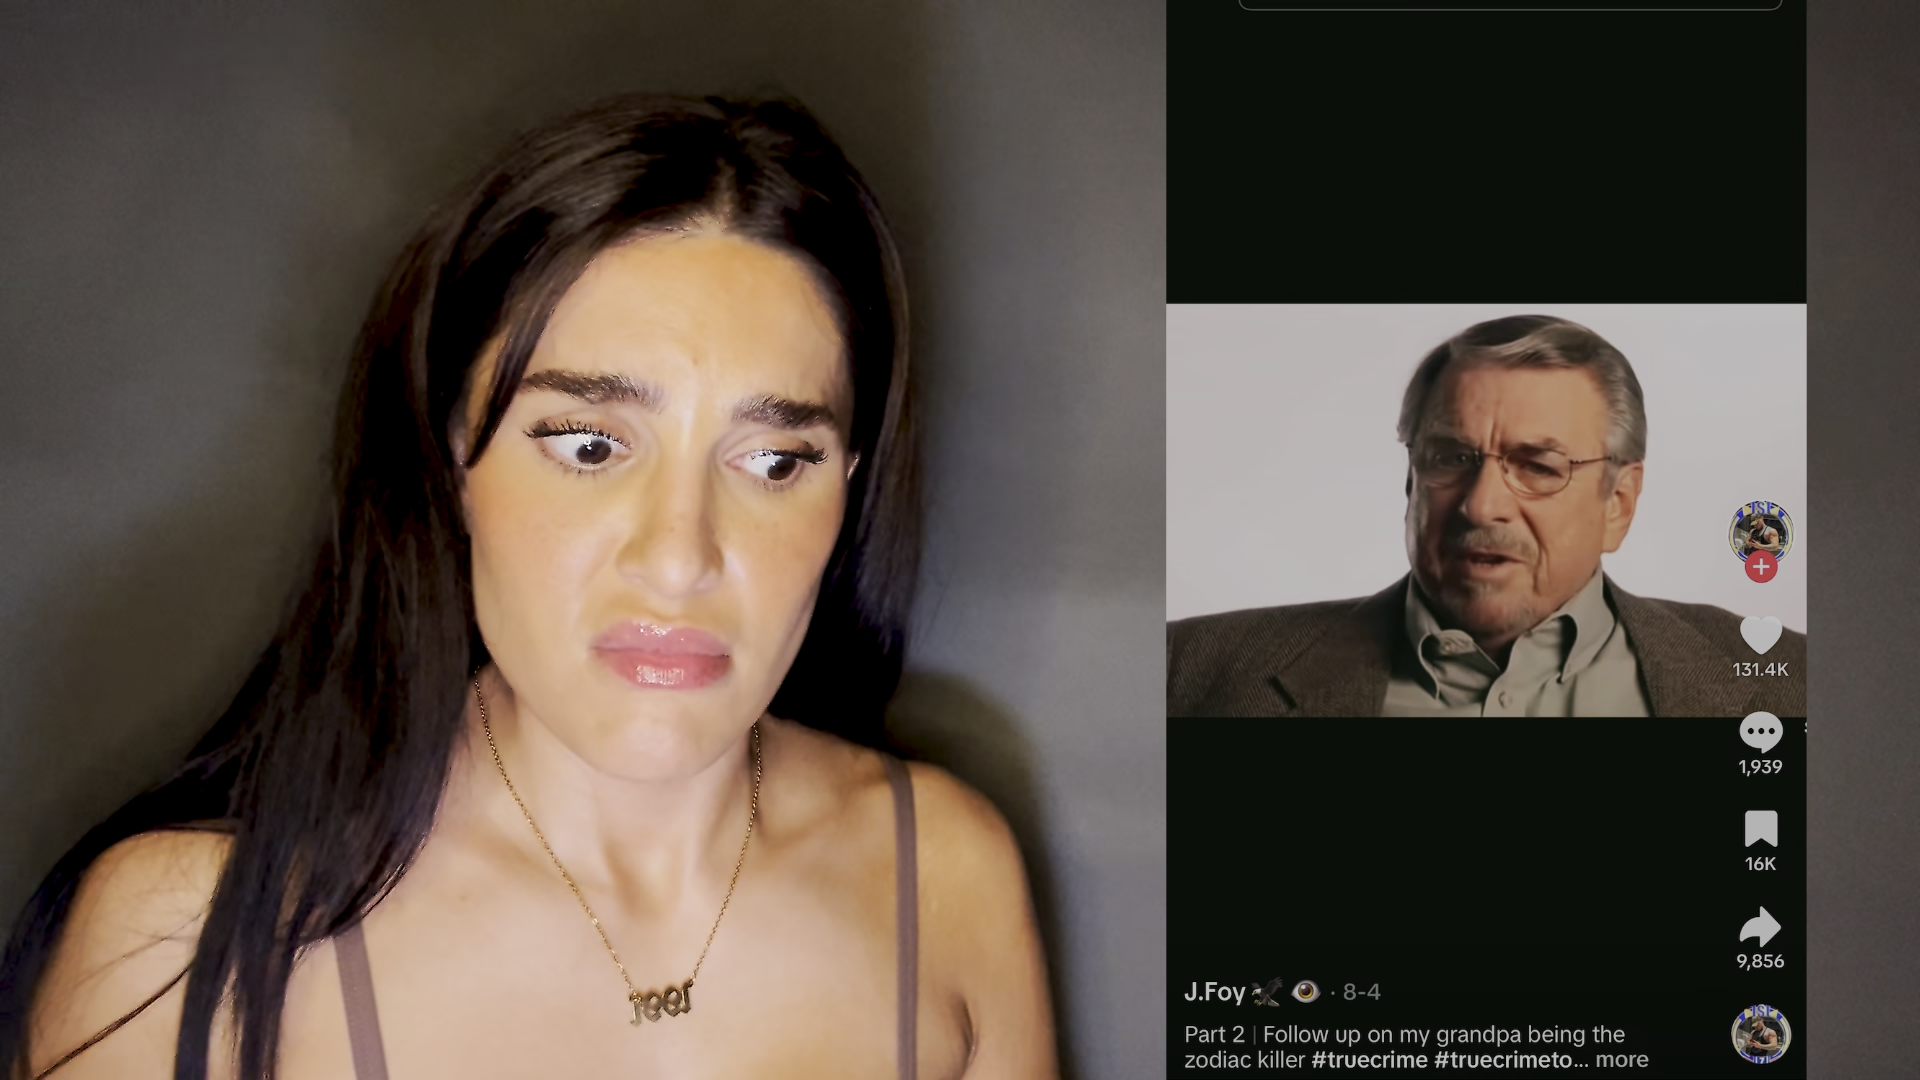 1991
131.4K
1,939
16K
9,856
J.Foy 🦅 👁️ · 8-4
Part 2 | Follow up on my grandpa being the
zodiac killer #truecrime #truecrimeto... more